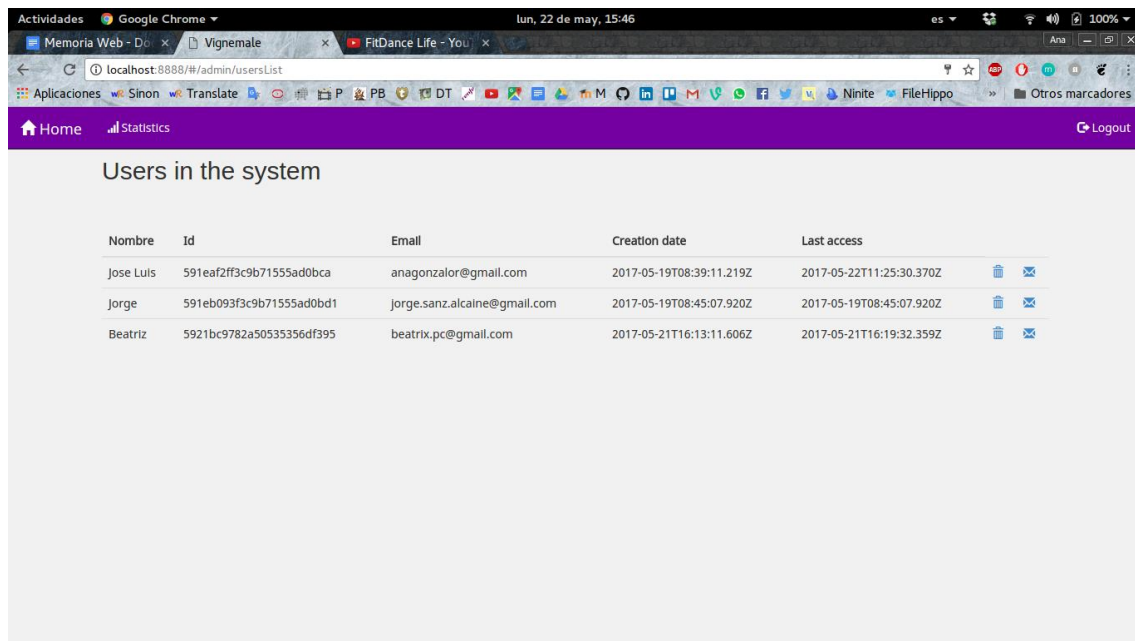 Actividades Google Chrome lun, 22 de may, 15:46 es 100%
Memoria Web - Do Vignemale FitDance Life - You Ana
localhost:8888/#/admin/usersList
Aplicaciones Sinon Translate P PB DT M Ninite FileHippo » Otros marcadores
Home Statistics Logout
Users in the system
Nombre Id Email Creation date Last access
Jose Luis 591eaf2ff3c9b71555ad0bca anagonzalor@gmail.com 2017-05-19T08:39:11.219Z 2017-05-22T11:25:30.370Z
Jorge 591eb093f3c9b71555ad0bd1 jorge.sanz.alcaine@gmail.com 2017-05-19T08:45:07.920Z 2017-05-19T08:45:07.920Z
Beatriz 5921bc9782a50535356df395 beatrix.pc@gmail.com 2017-05-21T16:13:11.606Z 2017-05-21T16:19:32.359Z